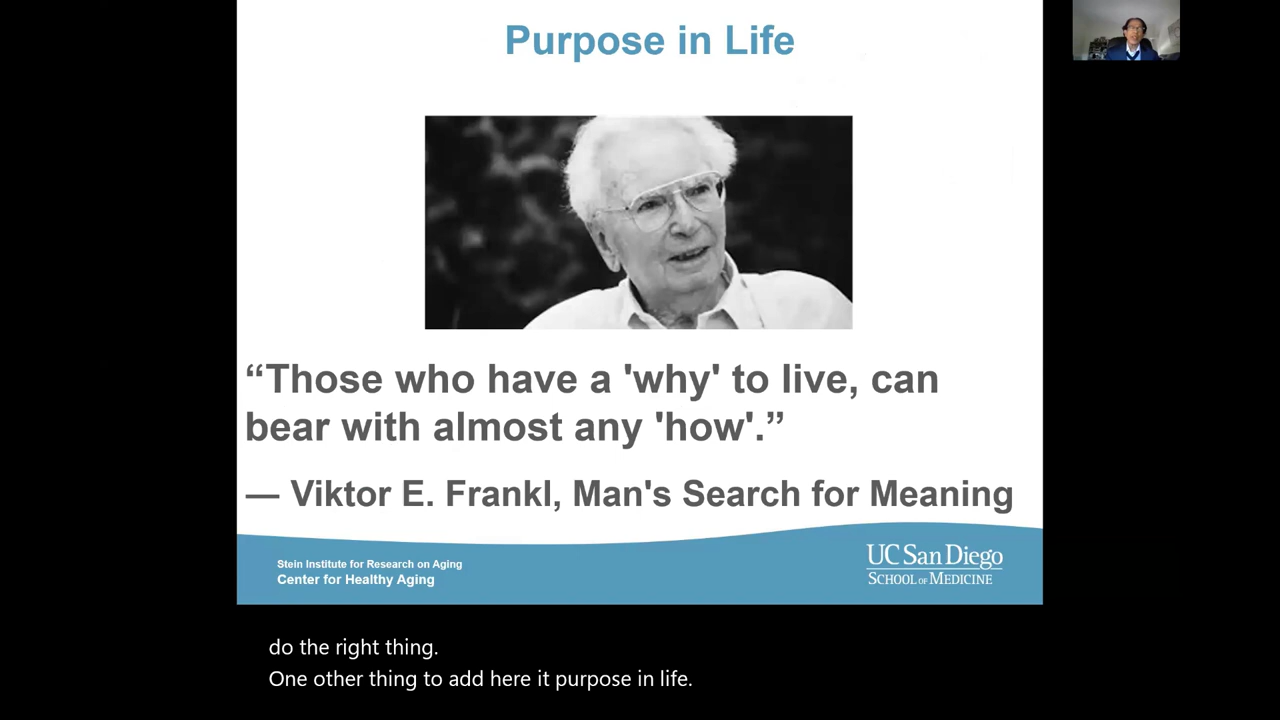 Purpose in Life
“Those who have a 'why' to live, can
bear with almost any 'how'.”
— Viktor E. Frankl, Man's Search for Meaning
Stein Institute for Research on Aging
Center for Healthy Aging
UC San Diego
SCHOOL OF MEDICINE
do the right thing.
One other thing to add here it purpose in life.